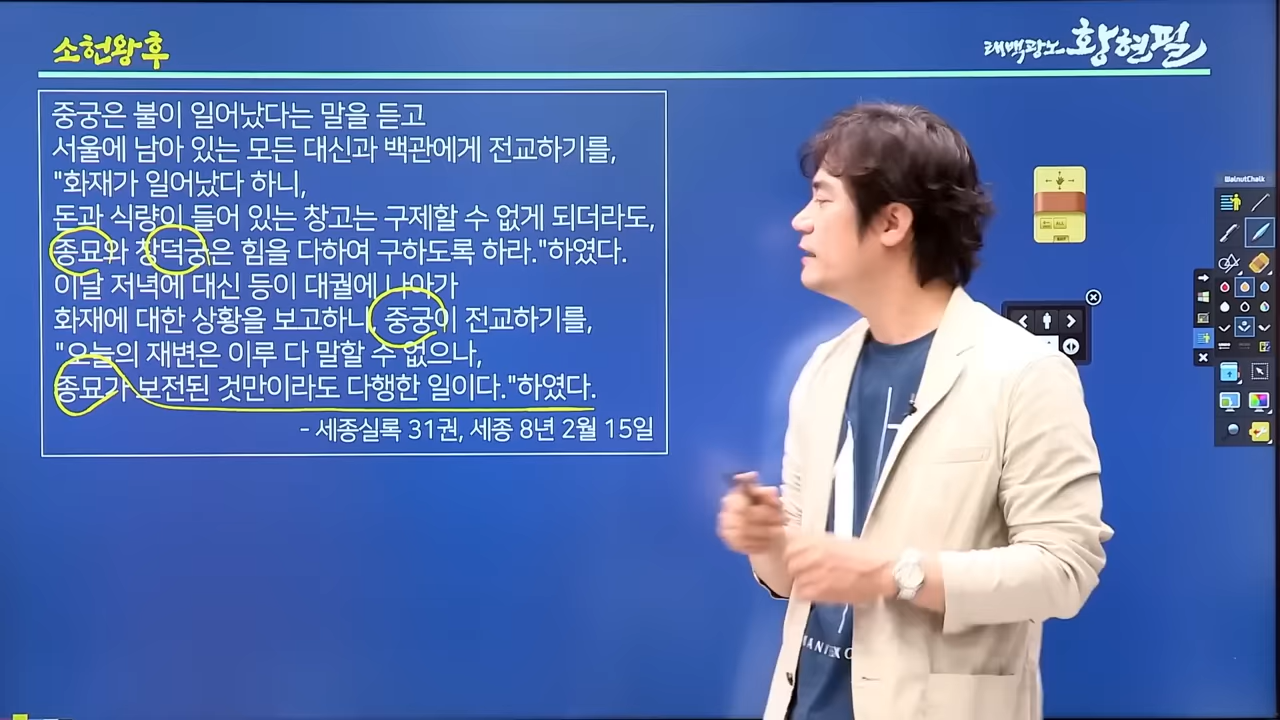 소헌왕후
태백광노 황현필
중궁은 불이 일어났다는 말을 듣고
서울에 남아 있는 모든 대신과 백관에게 전교하기를,
"화재가 일어났다 하니,
돈과 식량이 들어 있는 창고는 구제할 수 없게 되더라도,
종묘와 창덕궁은 힘을 다하여 구하도록 하라."하였다.
이날 저녁에 대신 등이 대궐에 나아가
화재에 대한 상황을 보고하니, 중궁이 전교하기를,
"오늘의 재변은 이루 다 말할 수 없으나,
종묘가 보전된 것만이라도 다행한 일이다."하였다.
- 세종실록 31권, 세종 8년 2월 15일
WalnutChalk